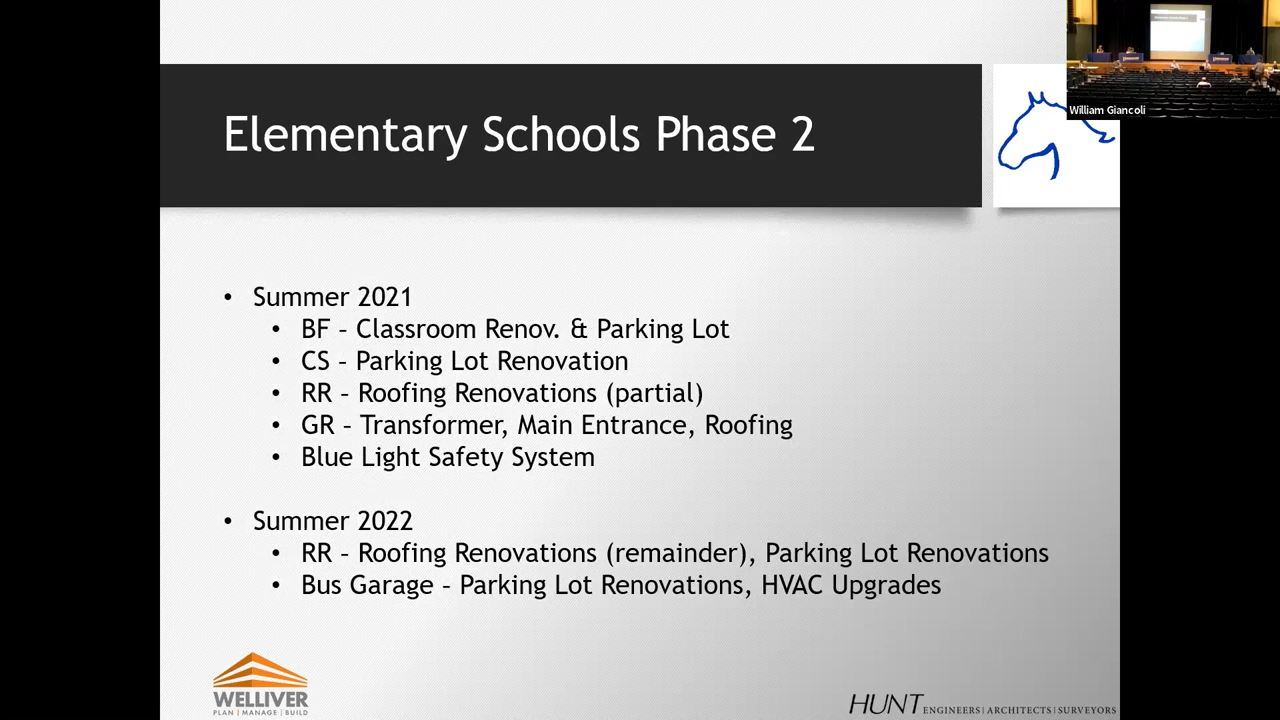 William Giancoli
Elementary Schools Phase 2
• Summer 2021
• BF – Classroom Renov. & Parking Lot
• CS – Parking Lot Renovation
• RR – Roofing Renovations (partial)
• GR – Transformer, Main Entrance, Roofing
• Blue Light Safety System
• Summer 2022
• RR – Roofing Renovations (remainder), Parking Lot Renovations
• Bus Garage – Parking Lot Renovations, HVAC Upgrades
WELLIVER
PLAN | MANAGE | BUILD
HUNT ENGINEERS | ARCHITECTS | SURVEYORS